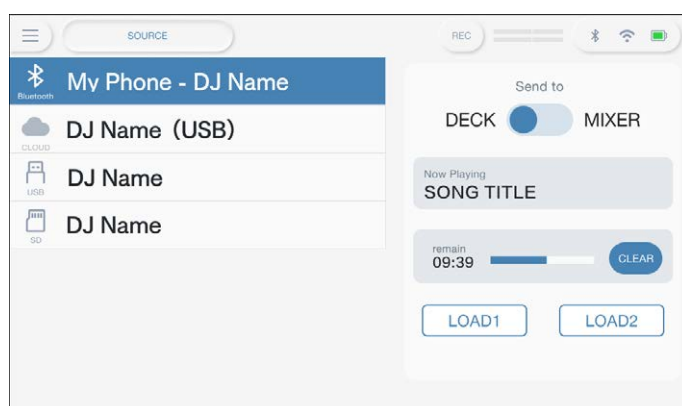 SOURCE
REC
Bluetooth
My Phone - DJ Name
CLOUD
DJ Name (USB)
USB
DJ Name
SD
DJ Name
Send to
DECK
MIXER
Now Playing
SONG TITLE
remain
09:39
CLEAR
LOAD1
LOAD2